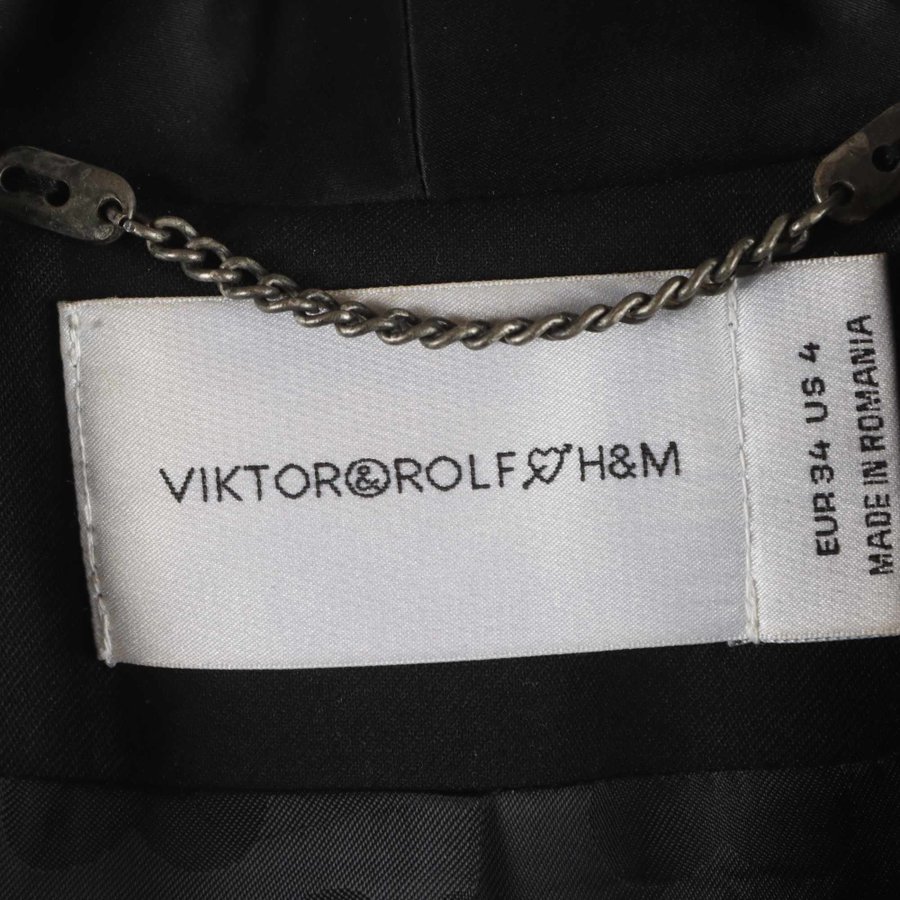 VIKTOR&ROLF H&M
EUR 34 US 4
MADE IN ROMANIA